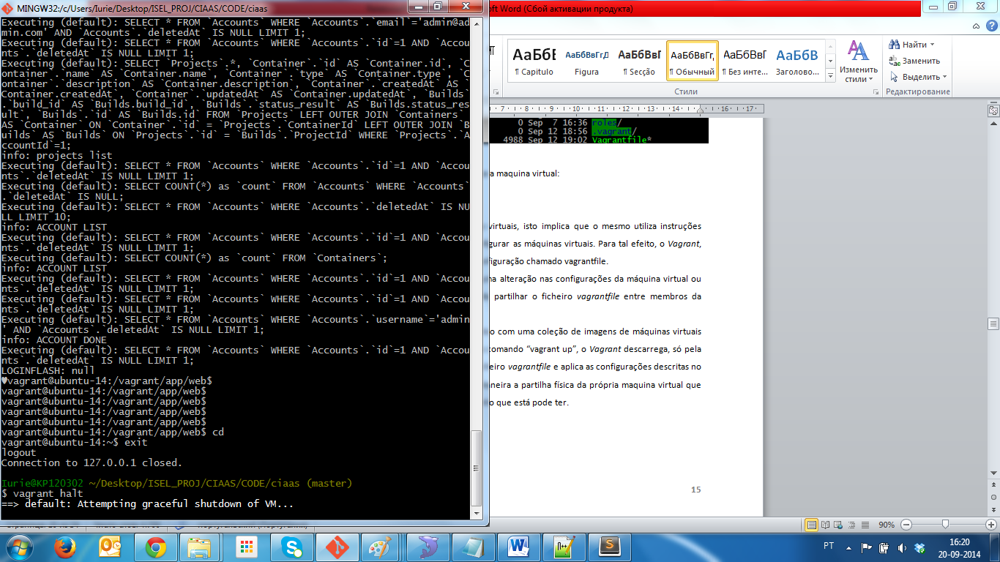 MINGW32:/c/Users/Iurie/Desktop/ISEL_PROJ/CIAAS/CODE/ciaas
Executing (default): SELECT * FROM `Accounts` WHERE `Accounts`.`email`='admin@ad
min.com' AND `Accounts`.`deletedAt` IS NULL LIMIT 1;
Executing (default): SELECT * FROM `Accounts` WHERE `Accounts`.`id`=1 AND `Accou
nts`.`deletedAt` IS NULL LIMIT 1;
Executing (default): SELECT `Projects`.*, `Container`.`id` AS `Container.id`, `C
ontainer`.`name` AS `Container.name`, `Container`.`type` AS `Container.type`, `C
ontainer`.`description` AS `Container.description`, `Container`.`createdAt` AS `
Container.createdAt`, `Container`.`updatedAt` AS `Container.updatedAt`, `Builds`
.`build_id` AS `Builds.build_id`, `Builds`.`status_result` AS `Builds.status_res
ult`, `Builds`.`id` AS `Builds.id` FROM `Projects` LEFT OUTER JOIN `Containers`
AS `Container` ON `Container`.`id` = `Projects`.`ContainerId` LEFT OUTER JOIN `B
uilds` AS `Builds` ON `Projects`.`id` = `Builds`.`ProjectId` WHERE `Projects`.`A
ccountId`=1;
info: projects list
Executing (default): SELECT * FROM `Accounts` WHERE `Accounts`.`id`=1 AND `Accou
nts`.`deletedAt` IS NULL LIMIT 1;
Executing (default): SELECT COUNT(*) as `count` FROM `Accounts` WHERE `Accounts`
.`deletedAt` IS NULL;
Executing (default): SELECT * FROM `Accounts` WHERE `Accounts`.`deletedAt` IS NU
LL LIMIT 10;
info: ACCOUNT LIST
Executing (default): SELECT * FROM `Accounts` WHERE `Accounts`.`id`=1 AND `Accou
nts`.`deletedAt` IS NULL LIMIT 1;
Executing (default): SELECT COUNT(*) as `count` FROM `Containers`;
info: ACCOUNT LIST
Executing (default): SELECT * FROM `Accounts` WHERE `Accounts`.`id`=1 AND `Accou
nts`.`deletedAt` IS NULL LIMIT 1;
Executing (default): SELECT * FROM `Accounts` WHERE `Accounts`.`id`=1 AND `Accou
nts`.`deletedAt` IS NULL LIMIT 1;
Executing (default): SELECT * FROM `Accounts` WHERE `Accounts`.`username`='admin
' AND `Accounts`.`deletedAt` IS NULL LIMIT 1;
info: ACCOUNT DONE
Executing (default): SELECT * FROM `Accounts` WHERE `Accounts`.`id`=1 AND `Accou
nts`.`deletedAt` IS NULL LIMIT 1;
LOGINFLASH: null
♥vagrant@ubuntu-14:/vagrant/app/web$
vagrant@ubuntu-14:/vagrant/app/web$
vagrant@ubuntu-14:/vagrant/app/web$
vagrant@ubuntu-14:/vagrant/app/web$
vagrant@ubuntu-14:/vagrant/app/web$
vagrant@ubuntu-14:/vagrant/app/web$ cd
vagrant@ubuntu-14:~$ exit
logout
Connection to 127.0.0.1 closed.
Iurie@KP120302 ~/Desktop/ISEL_PROJ/CIAAS/CODE/ciaas (master)
$ vagrant halt
==> default: Attempting graceful shutdown of VM...
soft Word (Сбой активации продукта)
АаБбВ АаБбВвГгД АаБбВвГ АаБбВвГг, АаБбВвГ АаБбВ
¶ Capitulo Figura ¶ Secção ¶ Обычный ¶ Без инте... Заголово...
Изменить
стили
Найти
Заменить
Выделить
Стили
Редактирование
7 8 9 10 11 12 13 14 15 16 17
0 Sep 7 16:36 roles/
0 Sep 12 18:56 .vagrant/
4988 Sep 12 19:02 Vagrantfile*
a maquina virtual:
virtuais, isto implica que o mesmo utiliza instruções
gurar as máquinas virtuais. Para tal efeito, o Vagrant,
figuração chamado vagrantfile.
na alteração nas configurações da máquina virtual ou
partilhar o ficheiro vagrantfile entre membros da
o com uma coleção de imagens de máquinas virtuais
comando “vagrant up”, o Vagrant descarrega, só pela
eiro vagrantfile e aplica as configurações descritas no
aneira a partilha física da própria maquina virtual que
o que está pode ter.
15
90%
PT
16:20
20-09-2014